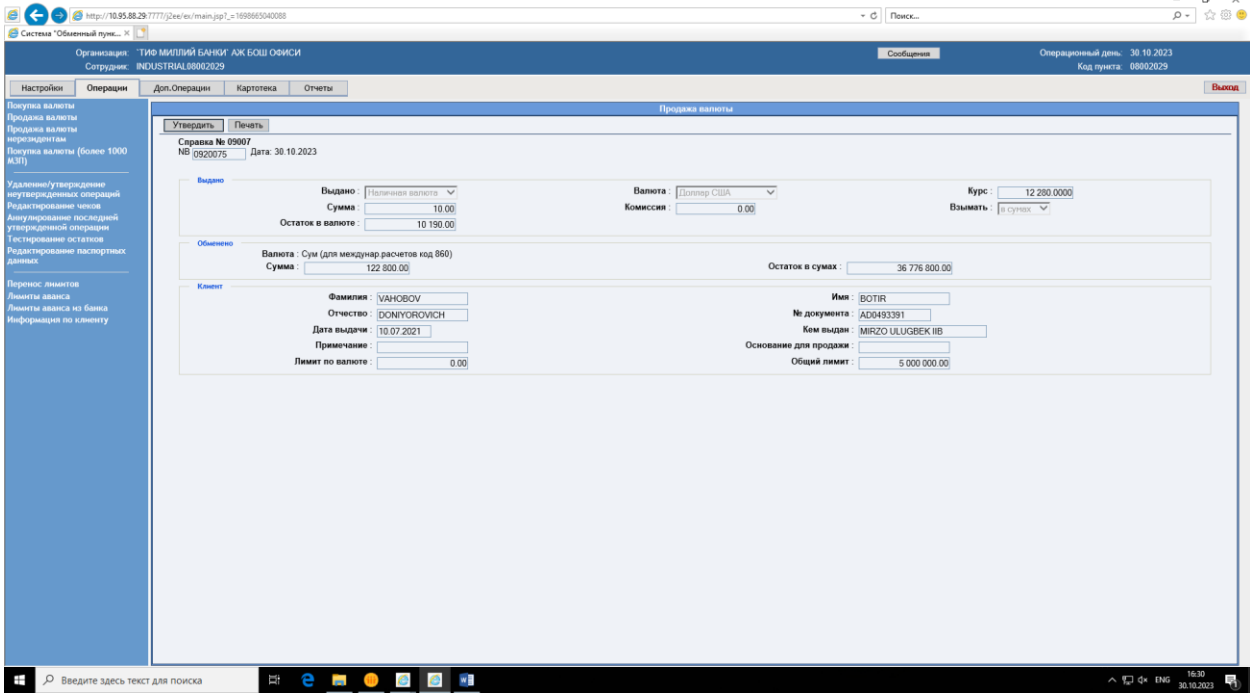 http://10.95.88.29:7777/j2ee/ex/main.jsp?_=1698665040088
Поиск...
Система "Обменный пунк...
Организация: 'ТИФ МИЛЛИЙ БАНКИ' АЖ БОШ ОФИСИ
Сообщения
Операционный день: 30.10.2023
Сотрудник: INDUSTRIAL08002029
Код пункта: 08002029
Настройки Операции Доп.Операции Картотека Отчеты Выход
Покупка валюты
Продажа валюты
Продажа валюты
нерезидентам
Покупка валюты (более 1000
МЗП)
Удаление/утверждение
неутвержденных операций
Редактирование чеков
Аннулирование последней
утвержденной операции
Тестирование остатков
Редактирование паспортных
данных
Перенос лимитов
Лимиты аванса
Лимиты аванса из банка
Информация по клиенту
Продажа валюты
Утвердить Печать
Справка № 09007
NB 0920075 Дата: 30.10.2023
Выдано
Выдано : Наличная валюта Валюта : Доллар США Курс : 12 280.0000
Сумма : 10.00 Комиссия : 0.00 Взымать : в сумах
Остаток в валюте : 10 190.00
Обменено
Валюта : Сум (для междунар.расчетов код 860)
Сумма : 122 800.00 Остаток в сумах : 36 776 800.00
Клиент
Фамилия : VAHOBOV Имя : BOTIR
Отчество : DONIYOROVICH № документа : AD0493391
Дата выдачи : 10.07.2021 Кем выдан : MIRZO ULUGBEK IIB
Примечание : Основание для продажи :
Лимит по валюте : 0.00 Общий лимит : 5 000 000.00
Введите здесь текст для поиска
ENG
16:30
30.10.2023